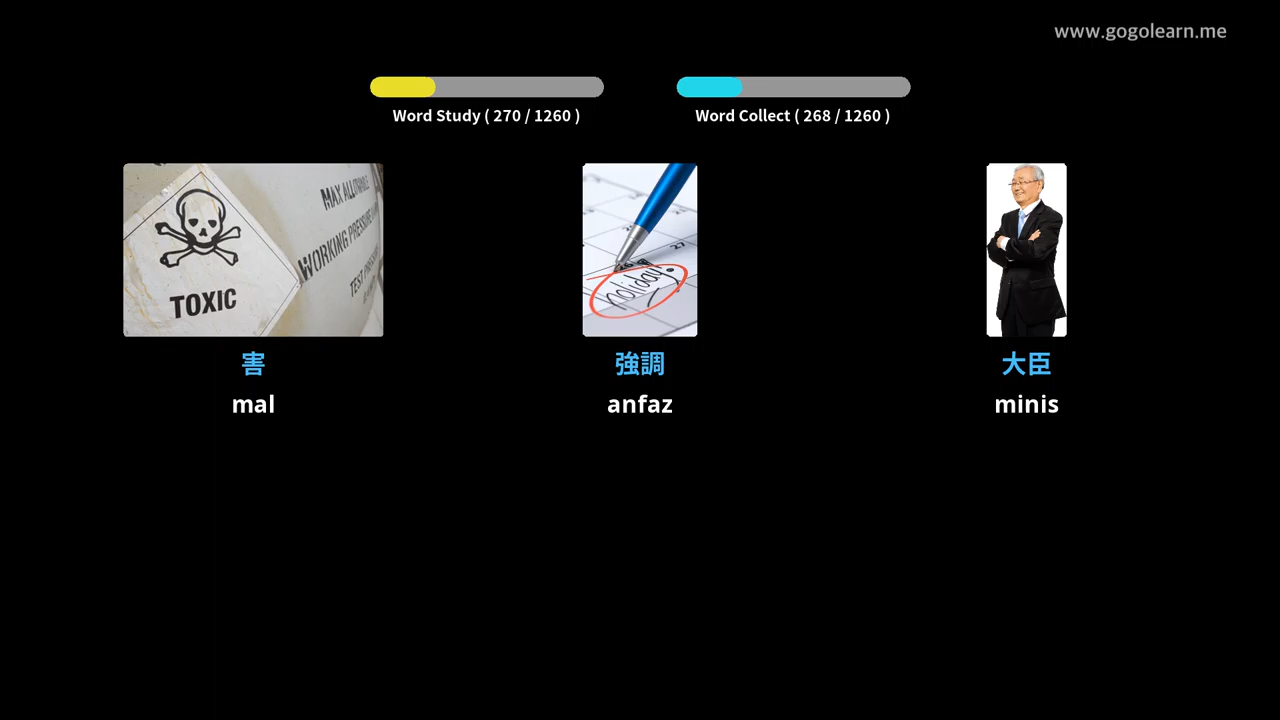 www.gogolearn.me
Word Study ( 270 / 1260 )
Word Collect ( 268 / 1260 )
MAX ALLOWABLE
WORKING PRESSURE
TEST
TOXIC
27
holiday
害
強調
大臣
mal
anfaz
minis